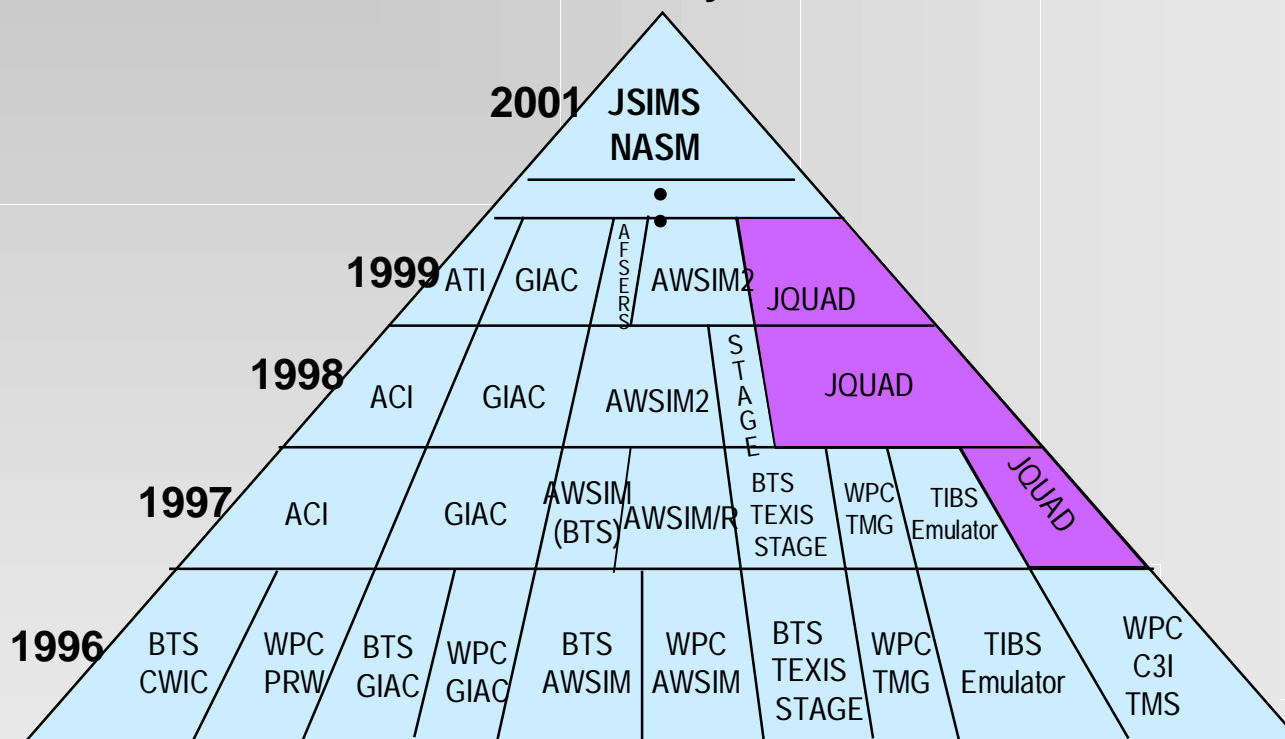 2001
JSIMS
NASM
1999
ATI
GIAC
AFSERS
AWSIM2
JQUAD
1998
ACI
GIAC
AWSIM2
STAGE
JQUAD
1997
ACI
GIAC
AWSIM
(BTS)
AWSIM/R
BTS
TEXIS
STAGE
WPC
TMG
TIBS
Emulator
JQUAD
1996
BTS
CWIC
WPC
PRW
BTS
GIAC
WPC
GIAC
BTS
AWSIM
WPC
AWSIM
BTS
TEXIS
STAGE
WPC
TMG
TIBS
Emulator
WPC
C3I
TMS